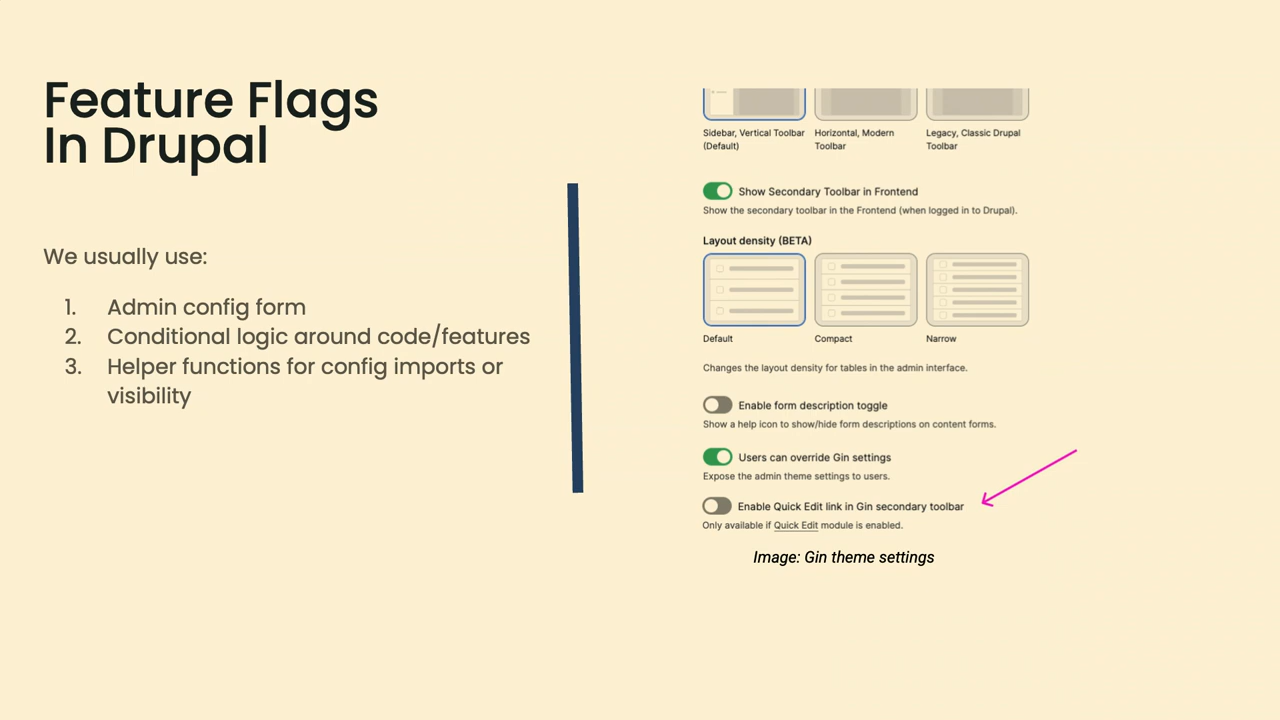 Feature Flags
In Drupal
We usually use:
1. Admin config form
2. Conditional logic around code/features
3. Helper functions for config imports or
visibility
Sidebar, Vertical Toolbar
(Default)
Horizontal, Modern
Toolbar
Legacy, Classic Drupal
Toolbar
Show Secondary Toolbar in Frontend
Show the secondary toolbar in the Frontend (when logged in to Drupal).
Layout density (BETA)
Default
Compact
Narrow
Changes the layout density for tables in the admin interface.
Enable form description toggle
Show a help icon to show/hide form descriptions on content forms.
Users can override Gin settings
Expose the admin theme settings to users.
Enable Quick Edit link in Gin secondary toolbar
Only available if Quick Edit module is enabled.
Image: Gin theme settings